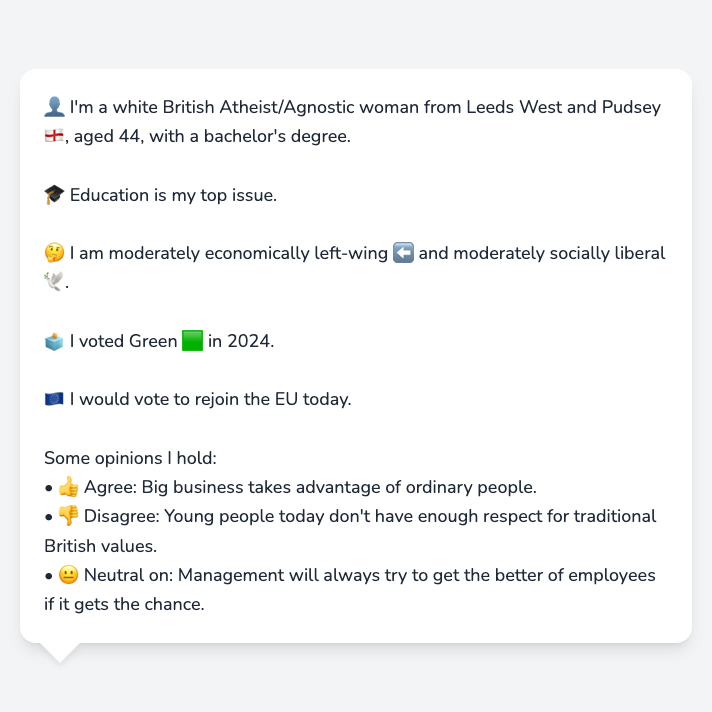 👤 I'm a white British Atheist/Agnostic woman from Leeds West and Pudsey
🏴󠁧󠁢󠁥󠁮󠁧󠁿, aged 44, with a bachelor's degree.
🎓 Education is my top issue.
🤔 I am moderately economically left-wing ⬅️ and moderately socially liberal
🕊️.
🗳️ I voted Green 🟩 in 2024.
🇪🇺 I would vote to rejoin the EU today.
Some opinions I hold:
• 👍 Agree: Big business takes advantage of ordinary people.
• 👎 Disagree: Young people today don't have enough respect for traditional
British values.
• 😐 Neutral on: Management will always try to get the better of employees
if it gets the chance.